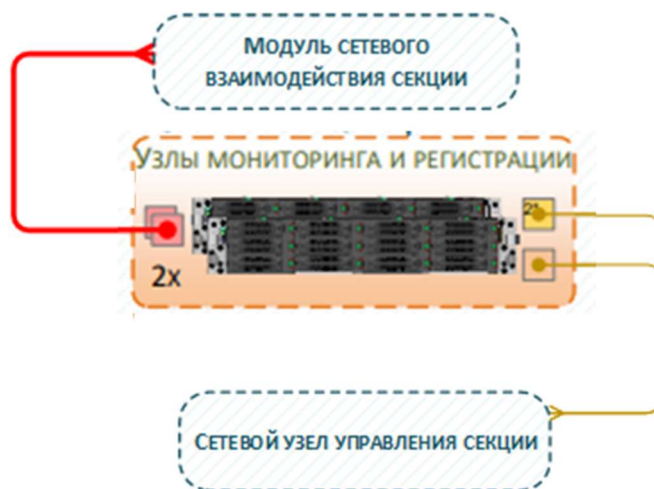 МОДУЛЬ СЕТЕВОГО
ВЗАИМОДЕЙСТВИЯ СЕКЦИИ
УЗЛЫ МОНИТОРИНГА И РЕГИСТРАЦИИ
2x
СЕТЕВОЙ УЗЕЛ УПРАВЛЕНИЯ СЕКЦИИ